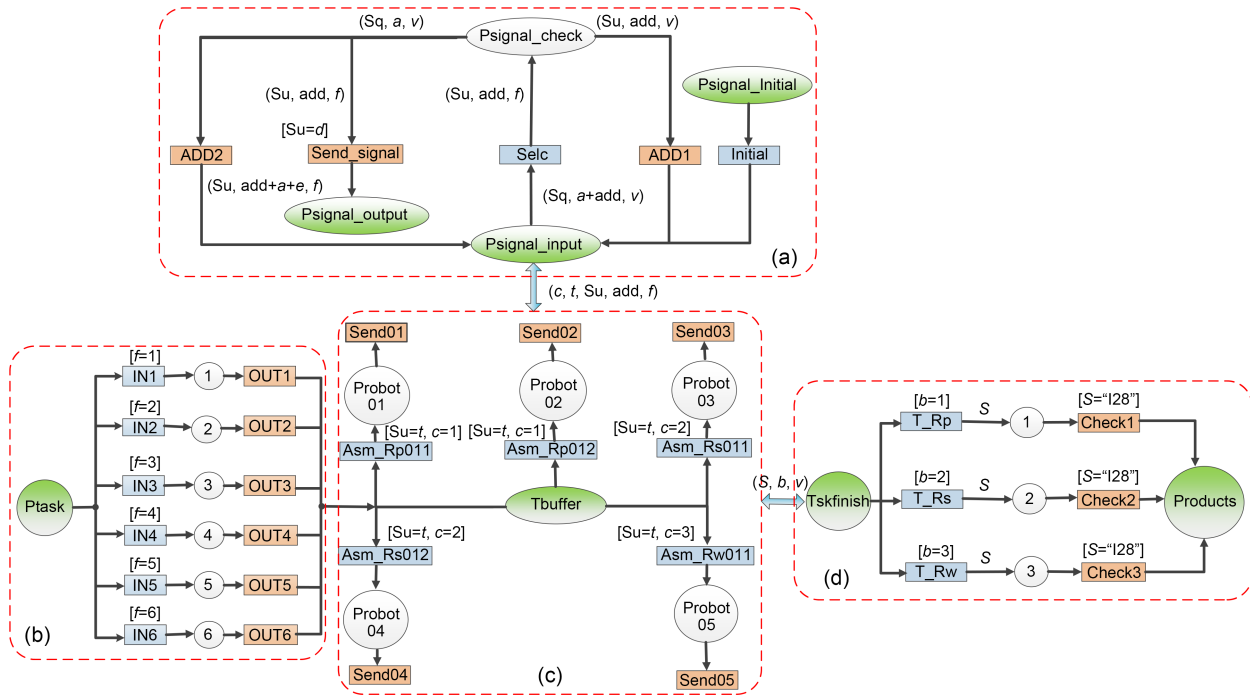 (Sq, a, v)
Psignal_check
(Su, add, v)
Psignal_Initial
(Su, add, f)
(Su, add, f)
[Su=d]
ADD2
Send_signal
Selc
ADD1
Initial
(Su, add+a+e, f)
(Sq, a+add, v)
Psignal_output
Psignal_input
(a)
(c, t, Su, add, f)
Ptask
[f=1]
IN1
1
OUT1
[f=2]
IN2
2
OUT2
[f=3]
IN3
3
OUT3
[f=4]
IN4
4
OUT4
[f=5]
IN5
5
OUT5
[f=6]
IN6
6
OUT6
(b)
Send01
Send02
Send03
Probot
01
Probot
02
Probot
03
[Su=t, c=1]
[Su=t, c=1]
[Su=t, c=2]
Asm_Rp011
Asm_Rp012
Asm_Rs011
Tbuffer
[Su=t, c=2]
[Su=t, c=3]
Asm_Rs012
Asm_Rw011
Probot
04
Probot
05
Send04
Send05
(c)
(S, b, v)
Tskfinish
[b=1]
T_Rp
S
1
[S=“I28”]
Check1
[b=2]
T_Rs
S
2
[S=“I28”]
Check2
[b=3]
T_Rw
S
3
[S=“I28”]
Check3
Products
(d)